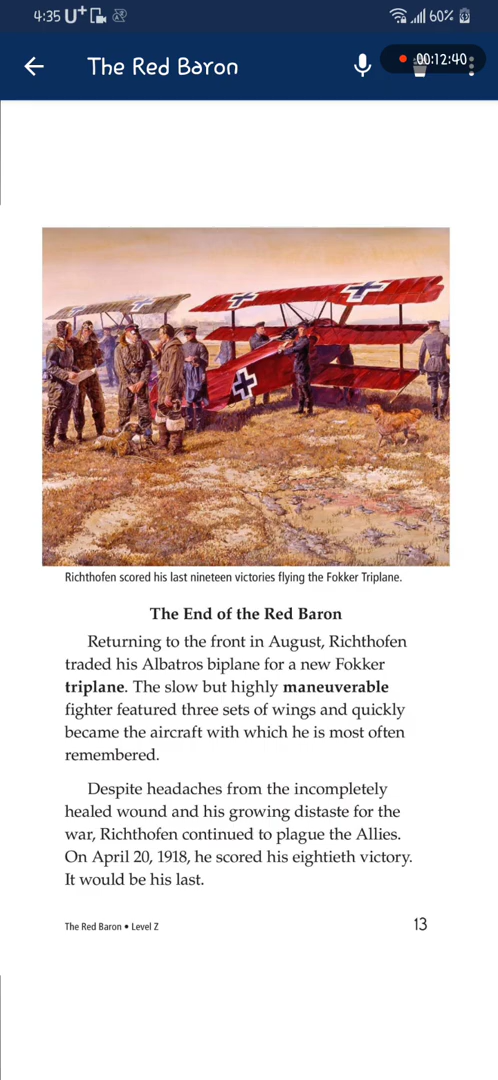 4:35 U+ 60%
The Red Baron
00:12:40
Richthofen scored his last nineteen victories flying the Fokker Triplane.
The End of the Red Baron
Returning to the front in August, Richthofen
traded his Albatros biplane for a new Fokker
triplane. The slow but highly maneuverable
fighter featured three sets of wings and quickly
became the aircraft with which he is most often
remembered.
Despite headaches from the incompletely
healed wound and his growing distaste for the
war, Richthofen continued to plague the Allies.
On April 20, 1918, he scored his eightieth victory.
It would be his last.
The Red Baron • Level Z 13